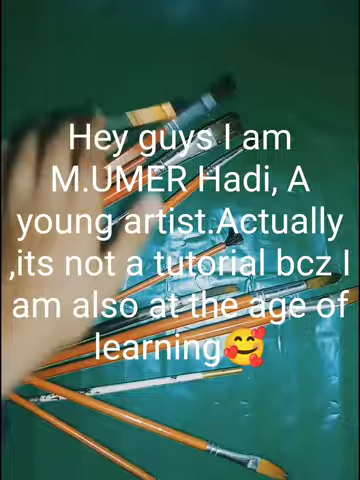 Hey guys I am
M.UMER Hadi, A
young artist.Actually
,its not a tutorial bcz I
am also at the age of
learning🥰